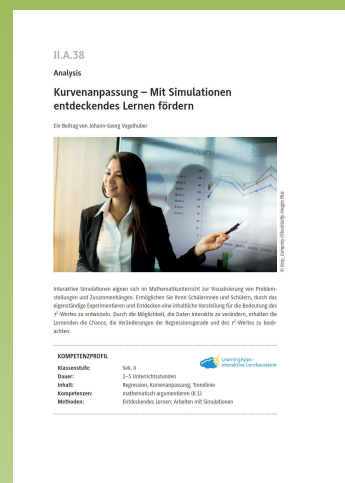 II.A.38
Analysis
Kurvenanpassung – Mit Simulationen
entdeckendes Lernen fördern
Ein Beitrag von Johann-Georg Vogelhuber
Interaktive Simulationen eignen sich im Mathematikunterricht zur Visualisierung von Problem-
stellungen und Zusammenhängen. Ermöglichen Sie Ihren Schülerinnen und Schülern, durch das
eigenständige Experimentieren und Entdecken eine inhaltliche Vorstellung für die Bedeutung des
r²-Wertes zu entwickeln. Durch die Möglichkeit, die Daten interaktiv zu verändern, erhalten die
Lernenden die Chance, die Veränderungen der Regressionsgerade und des r²-Wertes zu beob-
achten.
KOMPETENZPROFIL
LearningApps -
interaktive Lernbausteine
Klassenstufe: Sek. II
Dauer: 2–3 Unterrichtsstunden
Inhalt: Regression, Kurvenanpassung, Trendlinie
Kompetenzen: mathematisch argumentieren (K 1)
Methoden: Entdeckendes Lernen; Arbeiten mit Simulationen